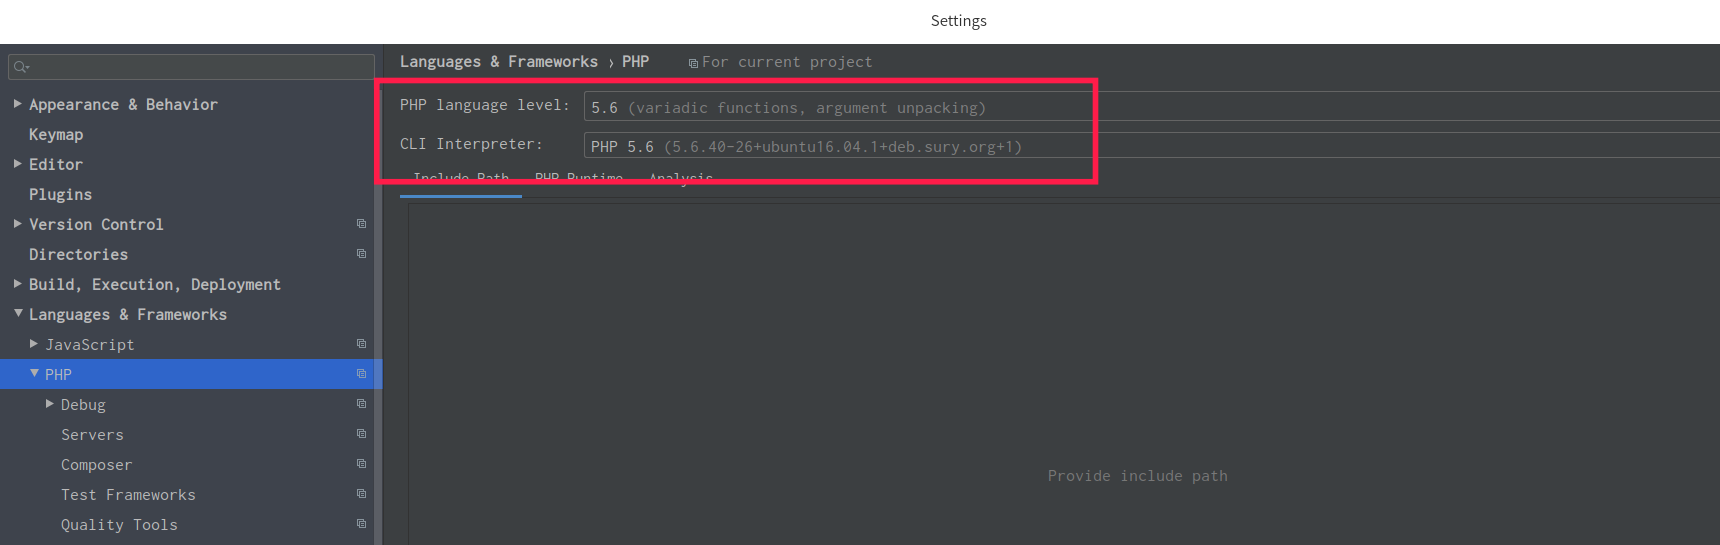 Settings
Languages & Frameworks › PHP For current project
Appearance & Behavior
Keymap
Editor
Plugins
Version Control
Directories
Build, Execution, Deployment
Languages & Frameworks
JavaScript
PHP
Debug
Servers
Composer
Test Frameworks
Quality Tools
PHP language level: 5.6 (variadic functions, argument unpacking)
CLI Interpreter: PHP 5.6 (5.6.40-26+ubuntu16.04.1+deb.sury.org+1)
Include Path PHP Runtime Analysis
Provide include path